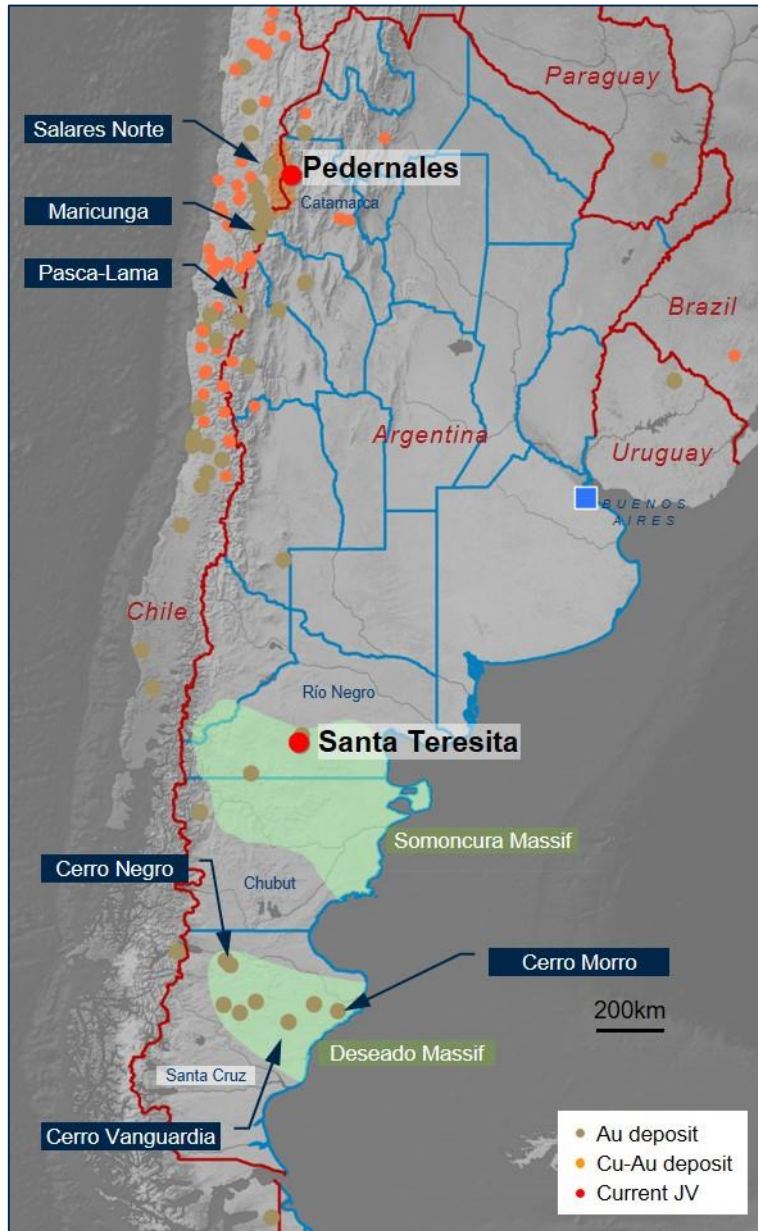 Paraguay
Salares Norte
Pedernales
Catamarca
Maricunga
Pasca-Lama
Brazil
Argentina
Uruguay
BUENOS
AIRES
Chile
Río Negro
Santa Teresita
Somoncura Massif
Cerro Negro
Chubut
Cerro Morro
200km
Deseado Massif
Santa Cruz
Cerro Vanguardia
Au deposit
Cu-Au deposit
Current JV